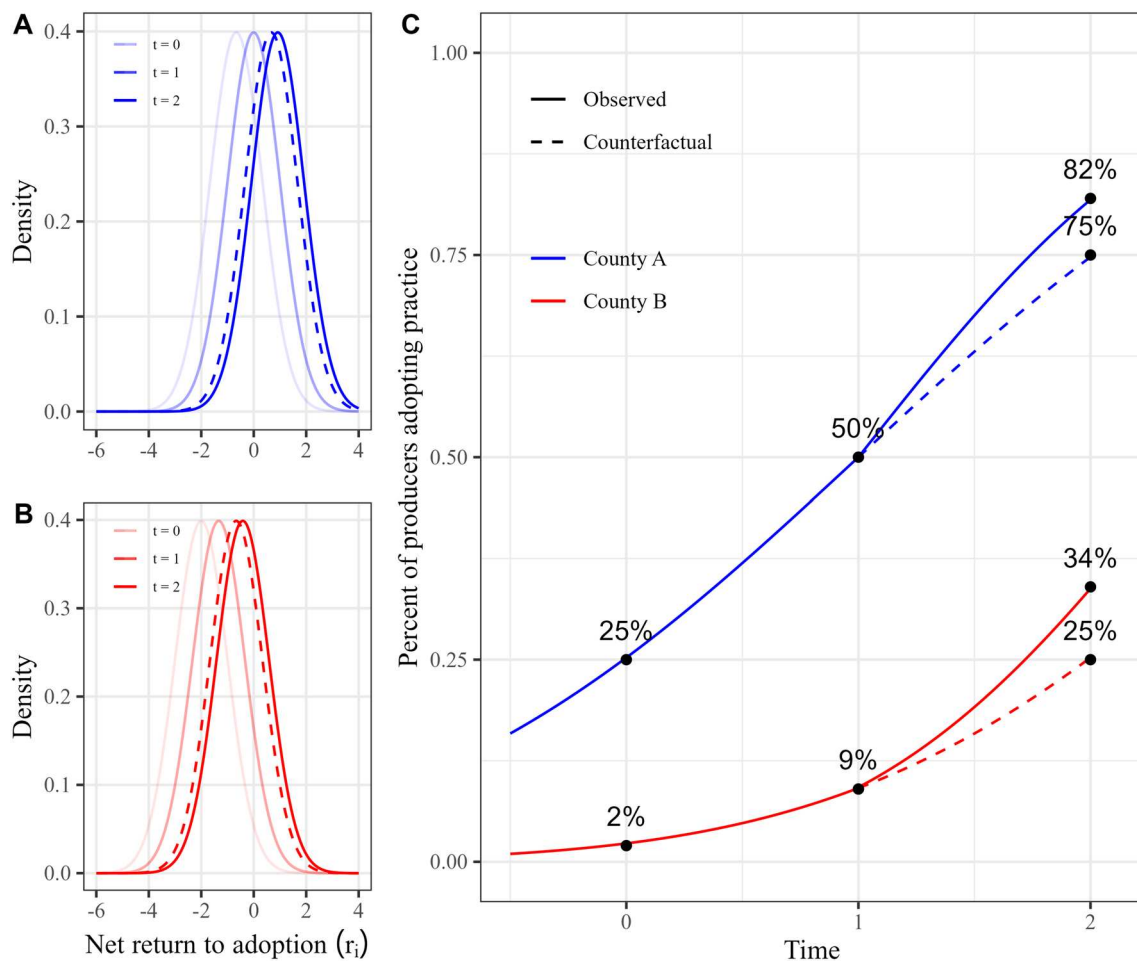 A
0.4
0.3
0.2
0.1
0.0
Density
t = 0
t = 1
t = 2
-6 -4 -2 0 2 4
B
0.4
0.3
0.2
0.1
0.0
Density
t = 0
t = 1
t = 2
-6 -4 -2 0 2 4
Net return to adoption (ri)
C
1.00
0.75
0.50
0.25
0.00
Percent of producers adopting practice
Observed
Counterfactual
County A
County B
82%
75%
50%
34%
25%
25%
9%
2%
0 1 2
Time